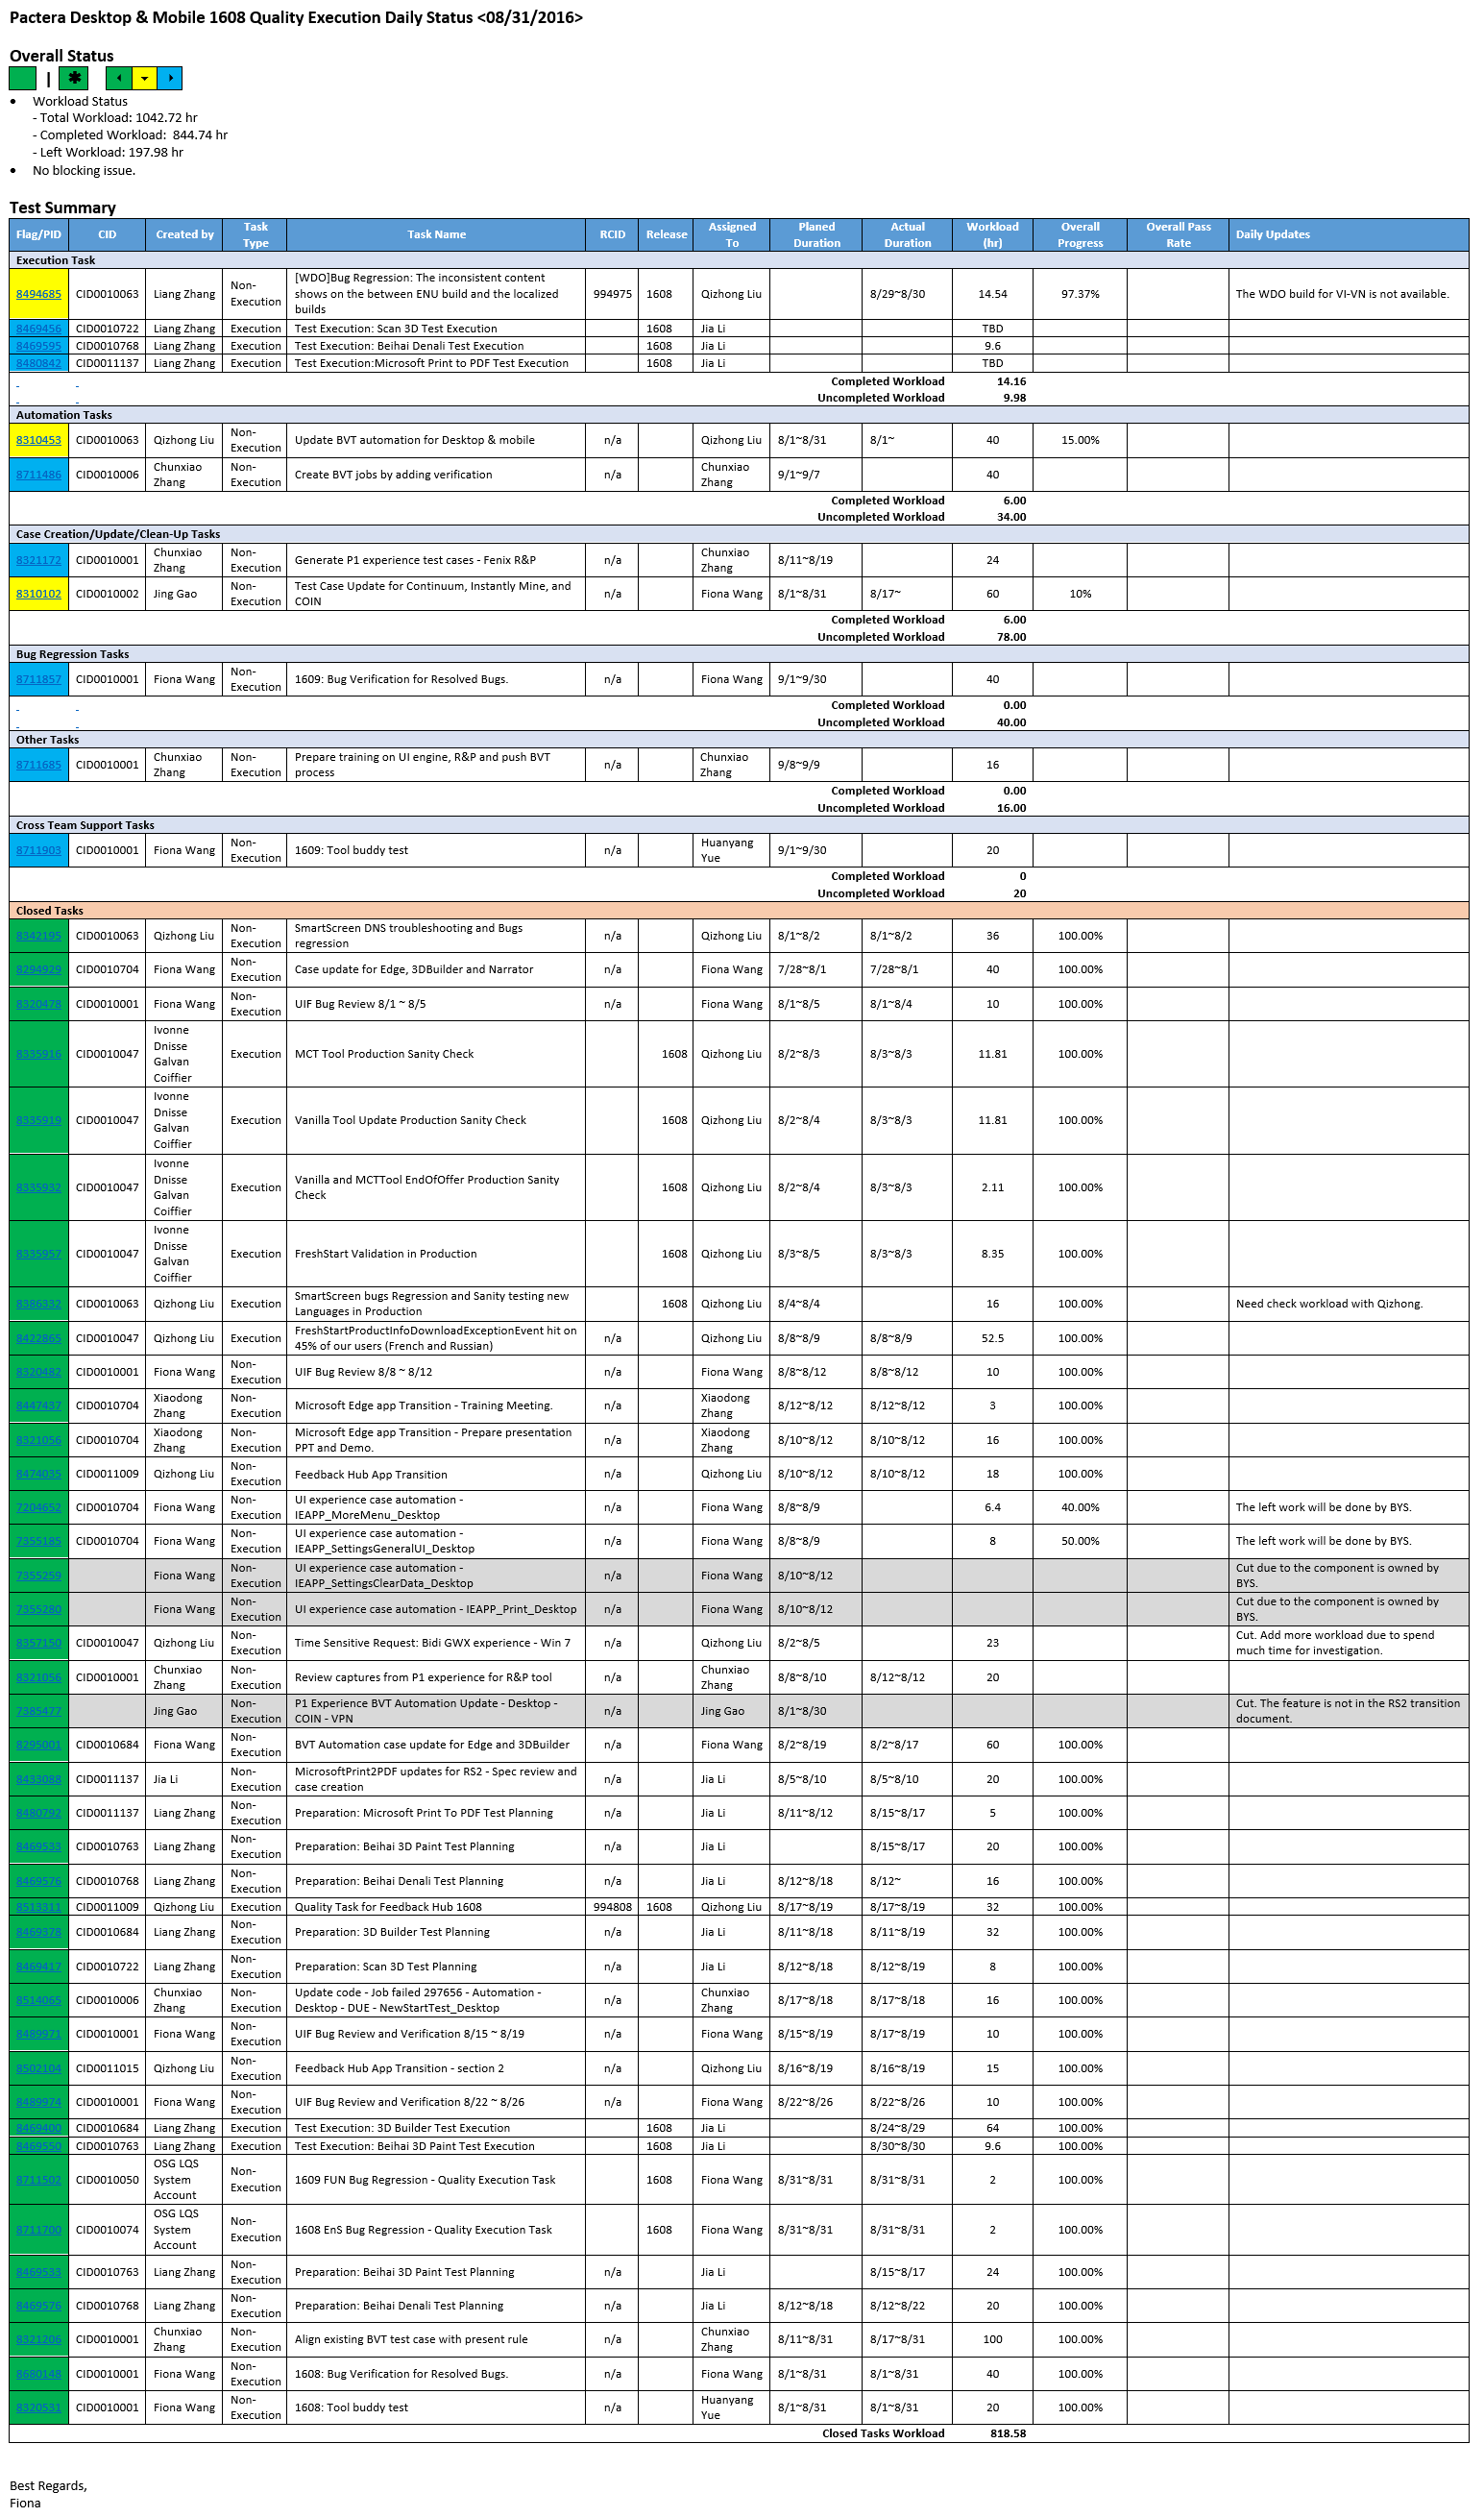 Pactera Desktop & Mobile 1608 Quality Execution Daily Status <08/31/2016>
Overall Status
|
✱
• Workload Status
- Total Workload: 1042.72 hr
- Completed Workload: 844.74 hr
- Left Workload: 197.98 hr
• No blocking issue.
Test Summary
Flag/PID CID Created by Task Type Task Name RCID Release Assigned To Planed Duration Actual Duration Workload (hr) Overall Progress Overall Pass Rate Daily Updates
Execution Task
8494685 CID0010063 Liang Zhang Non-Execution [WDO]Bug Regression: The inconsistent content shows on the between ENU build and the localized builds 994975 1608 Qizhong Liu 8/29~8/30 14.54 97.37% The WDO build for VI-VN is not available.
8469456 CID0010722 Liang Zhang Execution Test Execution: Scan 3D Test Execution 1608 Jia Li TBD
8469595 CID0010768 Liang Zhang Execution Test Execution: Beihai Denali Test Execution 1608 Jia Li 9.6
8480842 CID0011137 Liang Zhang Execution Test Execution:Microsoft Print to PDF Test Execution 1608 Jia Li TBD
Completed Workload 14.16
Uncompleted Workload 9.98
Automation Tasks
8310453 CID0010063 Qizhong Liu Non-Execution Update BVT automation for Desktop & mobile n/a Qizhong Liu 8/1~8/31 8/1~ 40 15.00%
8711486 CID0010006 Chunxiao Zhang Non-Execution Create BVT jobs by adding verification n/a Chunxiao Zhang 9/1~9/7 40
Completed Workload 6.00
Uncompleted Workload 34.00
Case Creation/Update/Clean-Up Tasks
8321172 CID0010001 Chunxiao Zhang Non-Execution Generate P1 experience test cases - Fenix R&P n/a Chunxiao Zhang 8/11~8/19 24
8310102 CID0010002 Jing Gao Non-Execution Test Case Update for Continuum, Instantly Mine, and COIN n/a Fiona Wang 8/1~8/31 8/17~ 60 10%
Completed Workload 6.00
Uncompleted Workload 78.00
Bug Regression Tasks
8711857 CID0010001 Fiona Wang Non-Execution 1609: Bug Verification for Resolved Bugs. n/a Fiona Wang 9/1~9/30 40
Completed Workload 0.00
Uncompleted Workload 40.00
Other Tasks
8711685 CID0010001 Chunxiao Zhang Non-Execution Prepare training on UI engine, R&P and push BVT process n/a Chunxiao Zhang 9/8~9/9 16
Completed Workload 0.00
Uncompleted Workload 16.00
Cross Team Support Tasks
8711903 CID0010001 Fiona Wang Non-Execution 1609: Tool buddy test n/a Huanyang Yue 9/1~9/30 20
Completed Workload 0
Uncompleted Workload 20
Closed Tasks
8342195 CID0010063 Qizhong Liu Non-Execution SmartScreen DNS troubleshooting and Bugs regression n/a Qizhong Liu 8/1~8/2 8/1~8/2 36 100.00%
8294929 CID0010704 Fiona Wang Non-Execution Case update for Edge, 3DBuilder and Narrator n/a Fiona Wang 7/28~8/1 7/28~8/1 40 100.00%
8320478 CID0010001 Fiona Wang Non-Execution UIF Bug Review 8/1 ~ 8/5 n/a Fiona Wang 8/1~8/5 8/1~8/4 10 100.00%
8335916 CID0010047 Ivonne Dnisse Galvan Coiffier Execution MCT Tool Production Sanity Check 1608 Qizhong Liu 8/2~8/3 8/3~8/3 11.81 100.00%
8335919 CID0010047 Ivonne Dnisse Galvan Coiffier Execution Vanilla Tool Update Production Sanity Check 1608 Qizhong Liu 8/2~8/4 8/3~8/3 11.81 100.00%
8335932 CID0010047 Ivonne Dnisse Galvan Coiffier Execution Vanilla and MCTTool EndOfOffer Production Sanity Check 1608 Qizhong Liu 8/2~8/4 8/3~8/3 2.11 100.00%
8335957 CID0010047 Ivonne Dnisse Galvan Coiffier Execution FreshStart Validation in Production 1608 Qizhong Liu 8/3~8/5 8/3~8/3 8.35 100.00%
8386332 CID0010063 Qizhong Liu Execution SmartScreen bugs Regression and Sanity testing new Languages in Production 1608 Qizhong Liu 8/4~8/4 16 100.00% Need check workload with Qizhong.
8422865 CID0010047 Qizhong Liu Execution FreshStartProductInfoDownloadExceptionEvent hit on 45% of our users (French and Russian) n/a Qizhong Liu 8/8~8/9 8/8~8/9 52.5 100.00%
8320482 CID0010001 Fiona Wang Non-Execution UIF Bug Review 8/8 ~ 8/12 n/a Fiona Wang 8/8~8/12 8/8~8/12 10 100.00%
8447437 CID0010704 Xiaodong Zhang Non-Execution Microsoft Edge app Transition - Training Meeting. n/a Xiaodong Zhang 8/12~8/12 8/12~8/12 3 100.00%
8321056 CID0010704 Xiaodong Zhang Non-Execution Microsoft Edge app Transition - Prepare presentation PPT and Demo. n/a Xiaodong Zhang 8/10~8/12 8/10~8/12 16 100.00%
8474035 CID0011009 Qizhong Liu Non-Execution Feedback Hub App Transition n/a Qizhong Liu 8/10~8/12 8/10~8/12 18 100.00%
7204652 CID0010704 Fiona Wang Non-Execution UI experience case automation - IEAPP_MoreMenu_Desktop n/a Fiona Wang 8/8~8/9 6.4 40.00% The left work will be done by BYS.
7355185 CID0010704 Fiona Wang Non-Execution UI experience case automation - IEAPP_SettingsGeneralUI_Desktop n/a Fiona Wang 8/8~8/9 8 50.00% The left work will be done by BYS.
7355259 Fiona Wang Non-Execution UI experience case automation - IEAPP_SettingsClearData_Desktop n/a Fiona Wang 8/10~8/12 Cut due to the component is owned by BYS.
7355280 Fiona Wang Non-Execution UI experience case automation - IEAPP_Print_Desktop n/a Fiona Wang 8/10~8/12 Cut due to the component is owned by BYS.
8357150 CID0010047 Qizhong Liu Non-Execution Time Sensitive Request: Bidi GWX experience - Win 7 n/a Qizhong Liu 8/2~8/5 23 Cut. Add more workload due to spend much time for investigation.
8321056 CID0010001 Chunxiao Zhang Non-Execution Review captures from P1 experience for R&P tool n/a Chunxiao Zhang 8/8~8/10 8/12~8/12 20
7385477 Jing Gao Non-Execution P1 Experience BVT Automation Update - Desktop - COIN - VPN n/a Jing Gao 8/1~8/30 Cut. The feature is not in the RS2 transition document.
8295001 CID0010684 Fiona Wang Non-Execution BVT Automation case update for Edge and 3DBuilder n/a Fiona Wang 8/2~8/19 8/2~8/17 60 100.00%
8433088 CID0011137 Jia Li Non-Execution MicrosoftPrint2PDF updates for RS2 - Spec review and case creation n/a Jia Li 8/5~8/10 8/5~8/10 20 100.00%
8480792 CID0011137 Liang Zhang Non-Execution Preparation: Microsoft Print To PDF Test Planning n/a Jia Li 8/11~8/12 8/15~8/17 5 100.00%
8469533 CID0010763 Liang Zhang Non-Execution Preparation: Beihai 3D Paint Test Planning n/a Jia Li 8/15~8/17 20 100.00%
8469576 CID0010768 Liang Zhang Non-Execution Preparation: Beihai Denali Test Planning n/a Jia Li 8/12~8/18 8/12~ 16 100.00%
8513311 CID0011009 Qizhong Liu Execution Quality Task for Feedback Hub 1608 994808 1608 Qizhong Liu 8/17~8/19 8/17~8/19 32 100.00%
8469378 CID0010684 Liang Zhang Non-Execution Preparation: 3D Builder Test Planning n/a Jia Li 8/11~8/18 8/11~8/19 32 100.00%
8469417 CID0010722 Liang Zhang Non-Execution Preparation: Scan 3D Test Planning n/a Jia Li 8/12~8/18 8/12~8/19 8 100.00%
8514065 CID0010006 Chunxiao Zhang Non-Execution Update code - Job failed 297656 - Automation - Desktop - DUE - NewStartTest_Desktop n/a Chunxiao Zhang 8/17~8/18 8/17~8/18 16 100.00%
8489971 CID0010001 Fiona Wang Non-Execution UIF Bug Review and Verification 8/15 ~ 8/19 n/a Fiona Wang 8/15~8/19 8/17~8/19 10 100.00%
8502104 CID0011015 Qizhong Liu Non-Execution Feedback Hub App Transition - section 2 n/a Qizhong Liu 8/16~8/19 8/16~8/19 15 100.00%
8489974 CID0010001 Fiona Wang Non-Execution UIF Bug Review and Verification 8/22 ~ 8/26 n/a Fiona Wang 8/22~8/26 8/22~8/26 10 100.00%
8469400 CID0010684 Liang Zhang Execution Test Execution: 3D Builder Test Execution 1608 Jia Li 8/24~8/29 64 100.00%
8469550 CID0010763 Liang Zhang Execution Test Execution: Beihai 3D Paint Test Execution 1608 Jia Li 8/30~8/30 9.6 100.00%
8711502 CID0010050 OSG LQS System Account Non-Execution 1609 FUN Bug Regression - Quality Execution Task 1608 Fiona Wang 8/31~8/31 8/31~8/31 2 100.00%
8711700 CID0010074 OSG LQS System Account Non-Execution 1608 EnS Bug Regression - Quality Execution Task 1608 Fiona Wang 8/31~8/31 8/31~8/31 2 100.00%
8469533 CID0010763 Liang Zhang Non-Execution Preparation: Beihai 3D Paint Test Planning n/a Jia Li 8/15~8/17 24 100.00%
8469576 CID0010768 Liang Zhang Non-Execution Preparation: Beihai Denali Test Planning n/a Jia Li 8/12~8/18 8/12~8/22 20 100.00%
8321206 CID0010001 Chunxiao Zhang Non-Execution Align existing BVT test case with present rule n/a Chunxiao Zhang 8/11~8/31 8/17~8/31 100 100.00%
8680148 CID0010001 Fiona Wang Non-Execution 1608: Bug Verification for Resolved Bugs. n/a Fiona Wang 8/1~8/31 8/1~8/31 40 100.00%
8320531 CID0010001 Fiona Wang Non-Execution 1608: Tool buddy test n/a Huanyang Yue 8/1~8/31 8/1~8/31 20 100.00%
Closed Tasks Workload 818.58
Best Regards,
Fiona